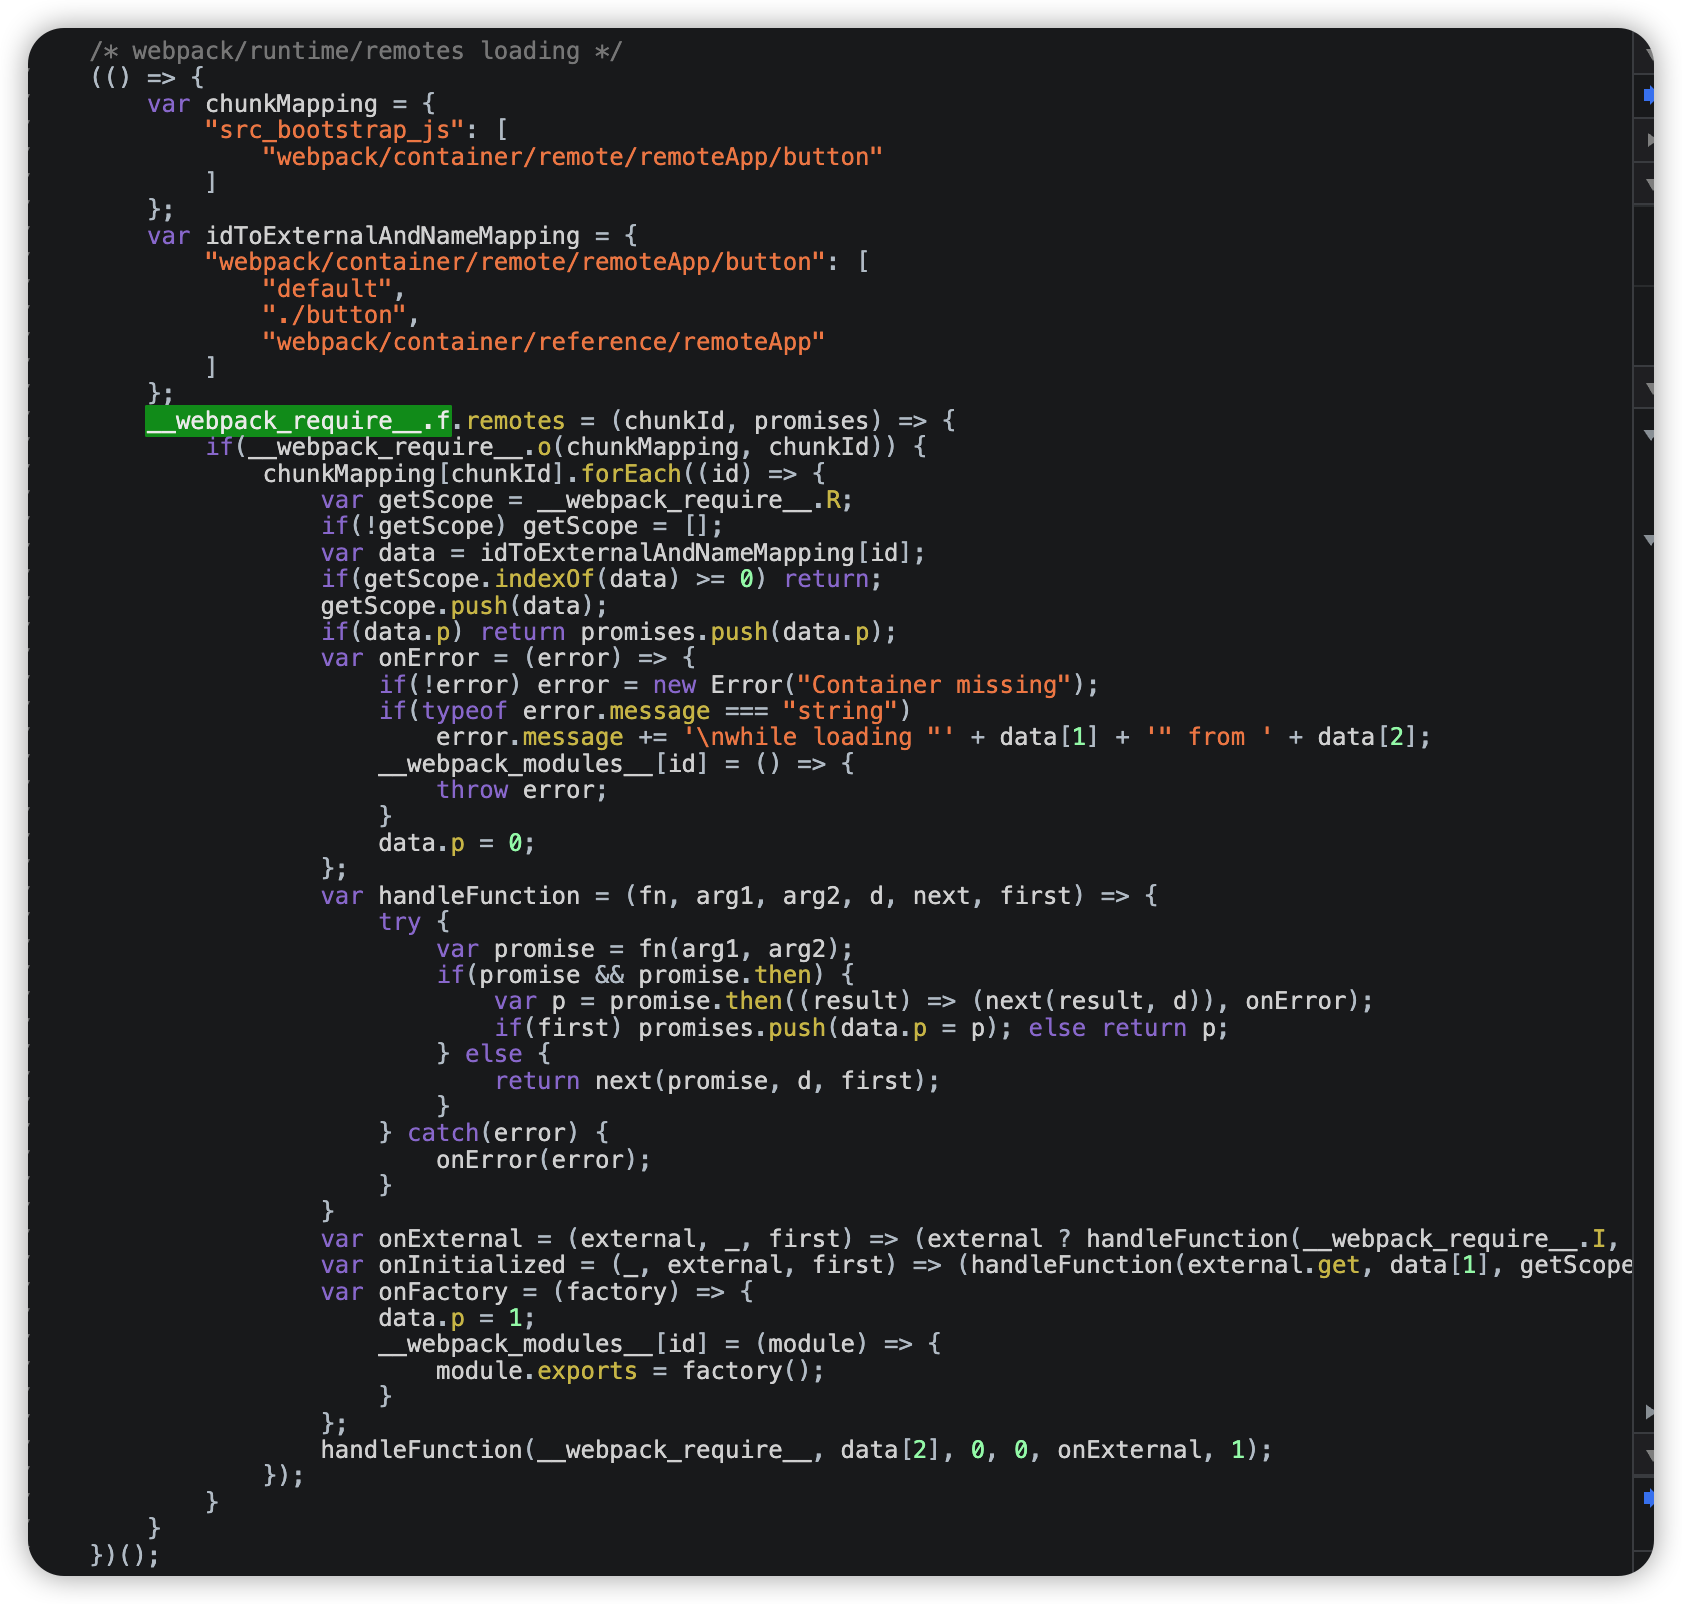 /* webpack/runtime/remotes loading */
(() => {
    var chunkMapping = {
        "src_bootstrap_js": [
            "webpack/container/remote/remoteApp/button"
        ]
    };
    var idToExternalAndNameMapping = {
        "webpack/container/remote/remoteApp/button": [
            "default",
            "./button",
            "webpack/container/reference/remoteApp"
        ]
    };
    __webpack_require__.f.remotes = (chunkId, promises) => {
        if(__webpack_require__.o(chunkMapping, chunkId)) {
            chunkMapping[chunkId].forEach((id) => {
                var getScope = __webpack_require__.R;
                if(!getScope) getScope = [];
                var data = idToExternalAndNameMapping[id];
                if(getScope.indexOf(data) >= 0) return;
                getScope.push(data);
                if(data.p) return promises.push(data.p);
                var onError = (error) => {
                    if(!error) error = new Error("Container missing");
                    if(typeof error.message === "string")
                        error.message += '\nwhile loading "' + data[1] + '" from ' + data[2];
                    __webpack_modules__[id] = () => {
                        throw error;
                    }
                    data.p = 0;
                };
                var handleFunction = (fn, arg1, arg2, d, next, first) => {
                    try {
                        var promise = fn(arg1, arg2);
                        if(promise && promise.then) {
                            var p = promise.then((result) => (next(result, d)), onError);
                            if(first) promises.push(data.p = p); else return p;
                        } else {
                            return next(promise, d, first);
                        }
                    } catch(error) {
                        onError(error);
                    }
                }
                var onExternal = (external, _, first) => (external ? handleFunction(__webpack_require__.I,
                var onInitialized = (_, external, first) => (handleFunction(external.get, data[1], getScope
                var onFactory = (factory) => {
                    data.p = 1;
                    __webpack_modules__[id] = (module) => {
                        module.exports = factory();
                    }
                };
                handleFunction(__webpack_require__, data[2], 0, 0, onExternal, 1);
            });
        }
    }
})();